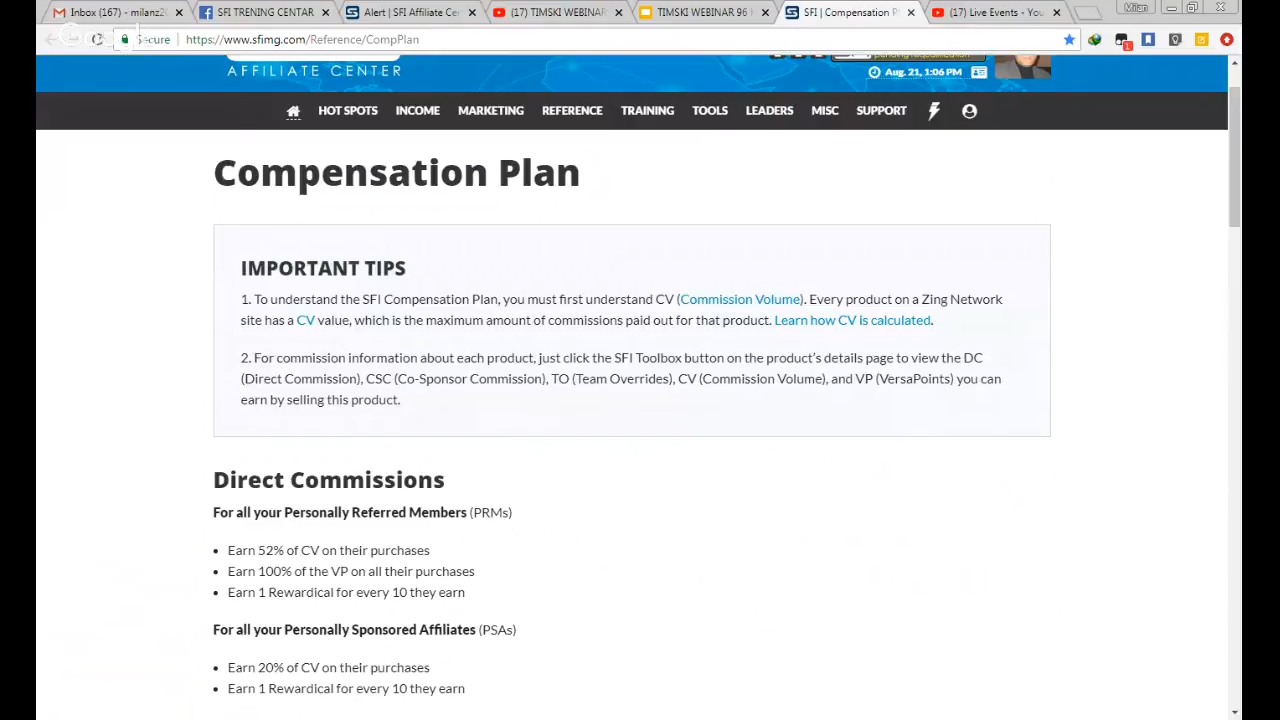 Inbox (167) - milanz2
SFI TRENING CENTAR
Alert | SFI Affiliate Cen
(17) TIMSKI WEBINAR
TIMSKI WEBINAR 96
SFI | Compensation P
(17) Live Events - You
Milan
Secure
https://www.sfimg.com/Reference/CompPlan
1
AFFILIATE CENTER
Aug. 21, 1:06 PM
HOT SPOTS INCOME MARKETING REFERENCE TRAINING TOOLS LEADERS MISC SUPPORT
Compensation Plan
IMPORTANT TIPS
1. To understand the SFI Compensation Plan, you must first understand CV (Commission Volume). Every product on a Zing Network
site has a CV value, which is the maximum amount of commissions paid out for that product. Learn how CV is calculated.
2. For commission information about each product, just click the SFI Toolbox button on the product's details page to view the DC
(Direct Commission), CSC (Co-Sponsor Commission), TO (Team Overrides), CV (Commission Volume), and VP (VersaPoints) you can
earn by selling this product.
Direct Commissions
For all your Personally Referred Members (PRMs)
• Earn 52% of CV on their purchases
• Earn 100% of the VP on all their purchases
• Earn 1 Rewardical for every 10 they earn
For all your Personally Sponsored Affiliates (PSAs)
• Earn 20% of CV on their purchases
• Earn 1 Rewardical for every 10 they earn